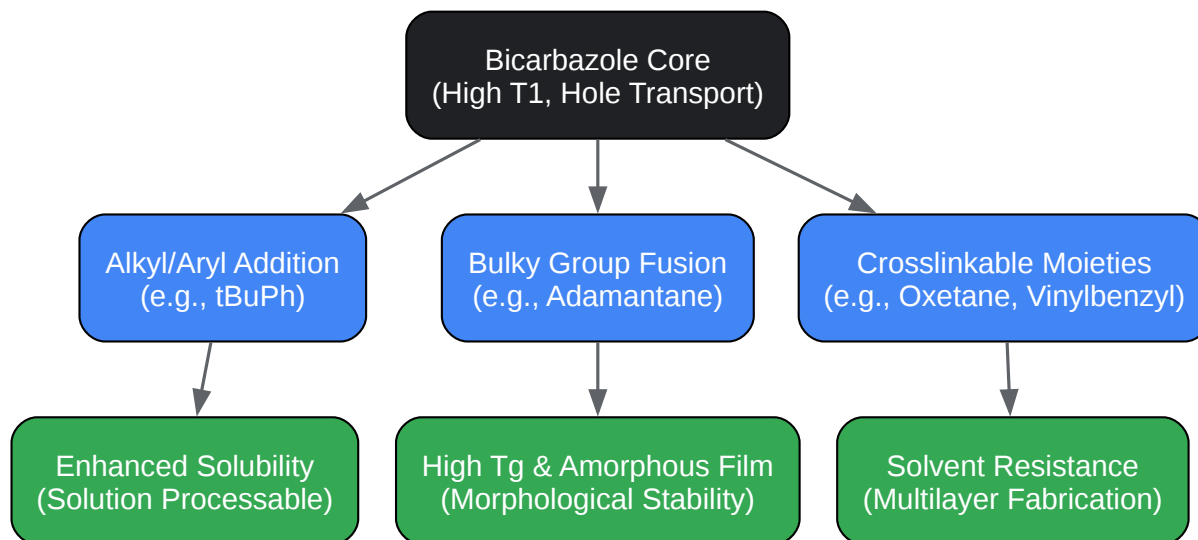 Bicarbazole Core
(High T1, Hole Transport)
Alkyl/Aryl Addition
(e.g., tBuPh)
Bulky Group Fusion
(e.g., Adamantane)
Crosslinkable Moieties
(e.g., Oxetane, Vinylbenzyl)
Enhanced Solubility
(Solution Processable)
High Tg & Amorphous Film
(Morphological Stability)
Solvent Resistance
(Multilayer Fabrication)